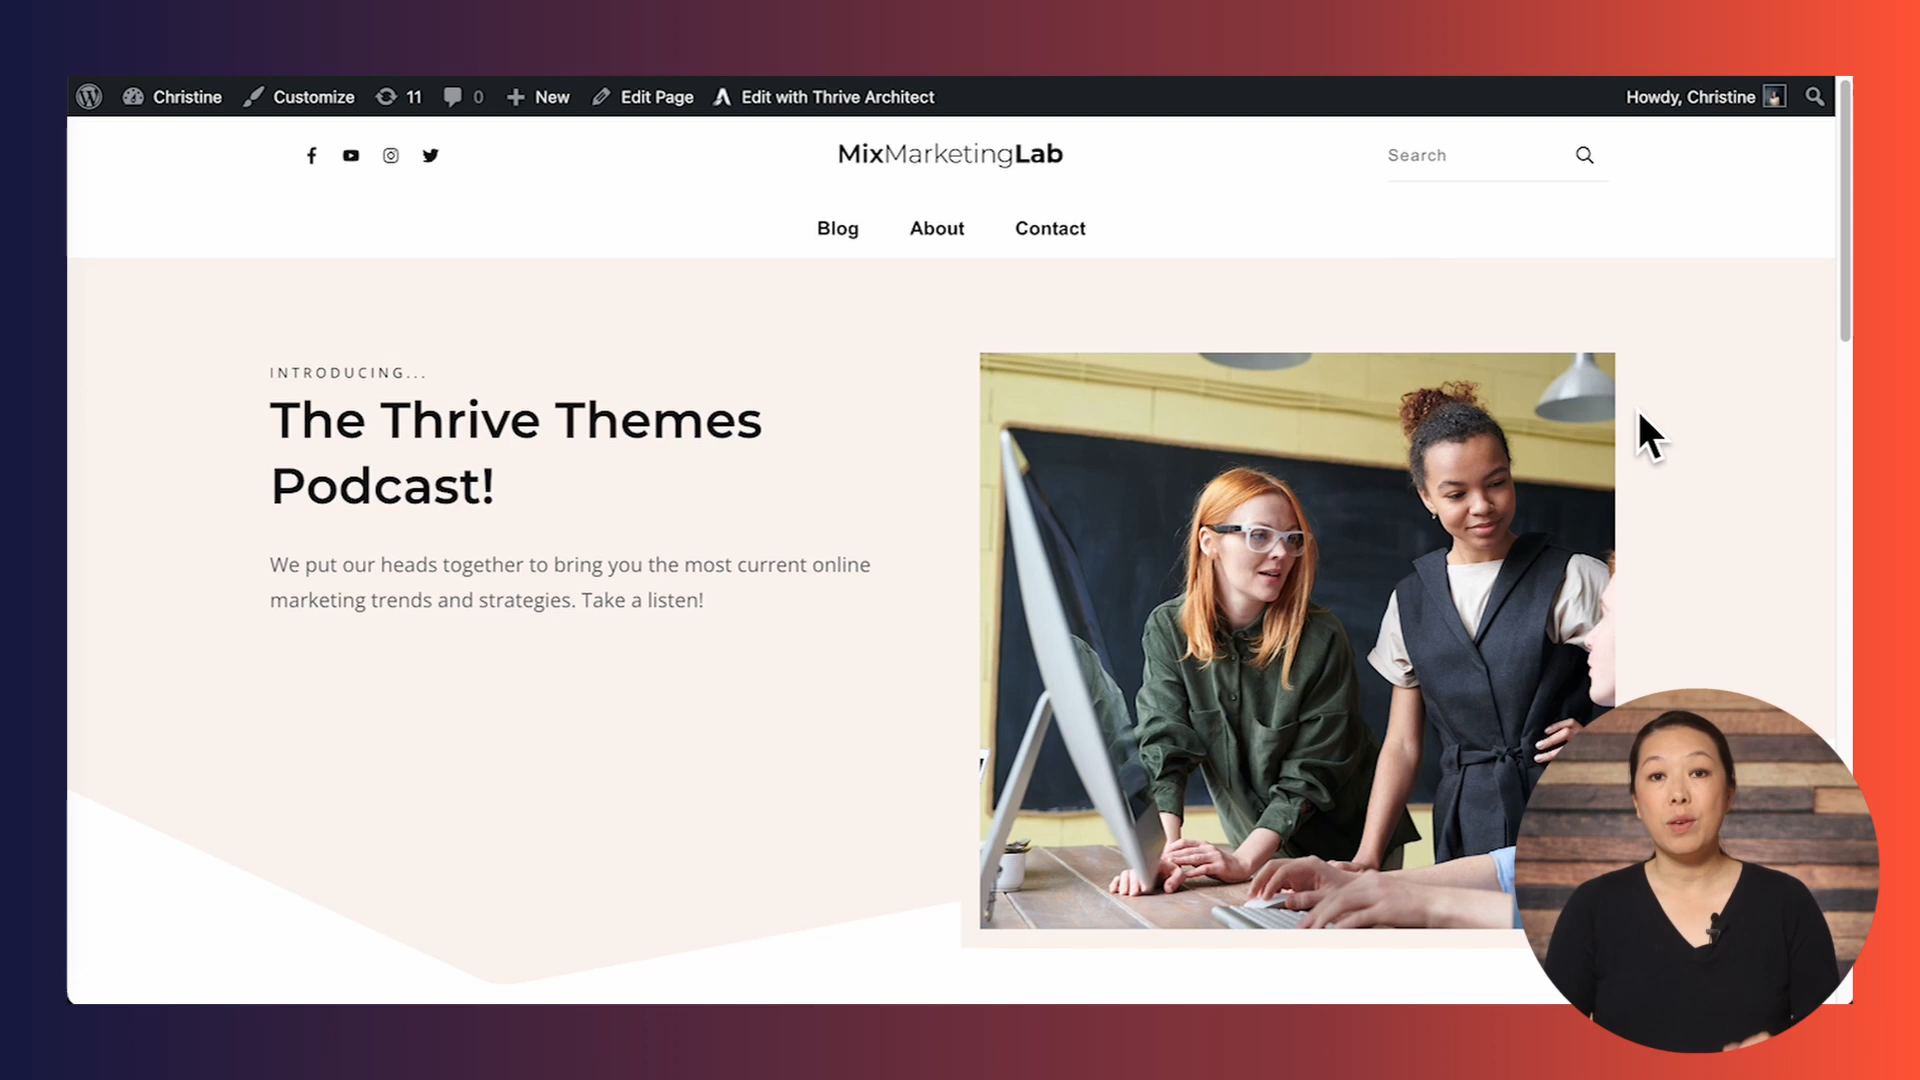 Christine Customize 11 0 New Edit Page Edit with Thrive Architect Howdy, Christine
MixMarketingLab
Search
Blog About Contact
INTRODUCING...
The Thrive Themes
Podcast!
We put our heads together to bring you the most current online
marketing trends and strategies. Take a listen!